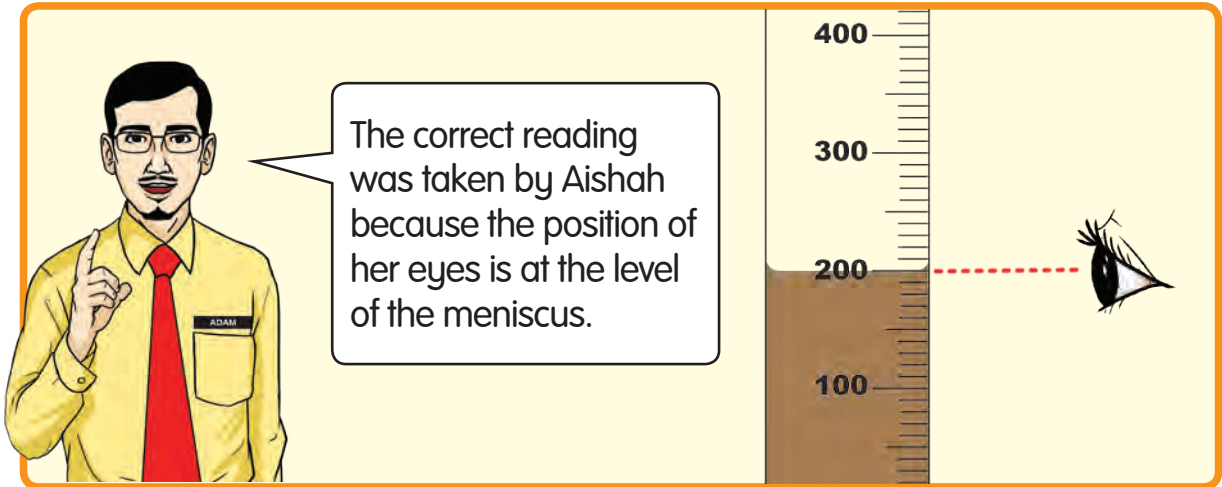 The correct reading
was taken by Aishah
because the position of
her eyes is at the level
of the meniscus.
ADAM
400
300
200
100